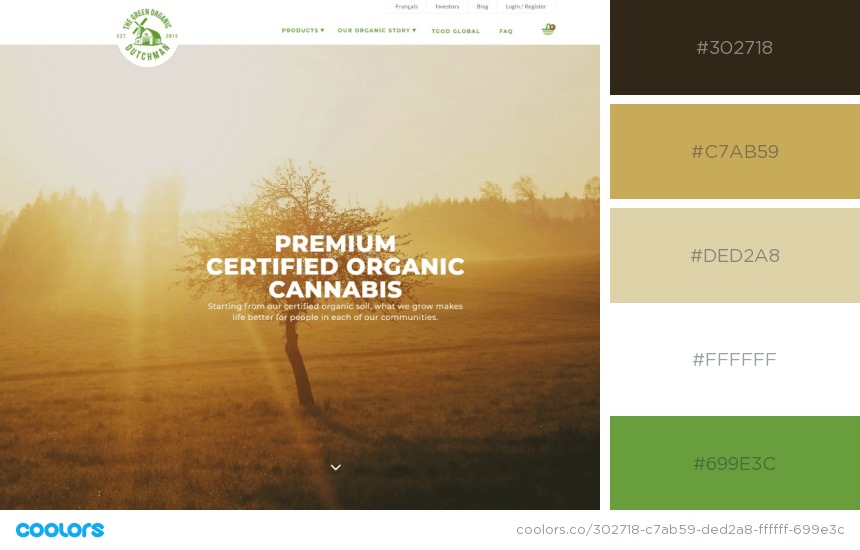 Français
Investors
Blog
Login / Register
THE GREEN ORGANIC
EST 2012
DUTCHMAN
PRODUCTS ▾
OUR ORGANIC STORY ▾
TGOD GLOBAL
FAQ
PREMIUM
CERTIFIED ORGANIC
CANNABIS
Starting from our certified organic soil, what we grow makes
life better for people in each of our communities.
#302718
#C7AB59
#DED2A8
#FFFFFF
#699E3C
coolors
coolors.co/302718-c7ab59-ded2a8-ffffff-699e3c